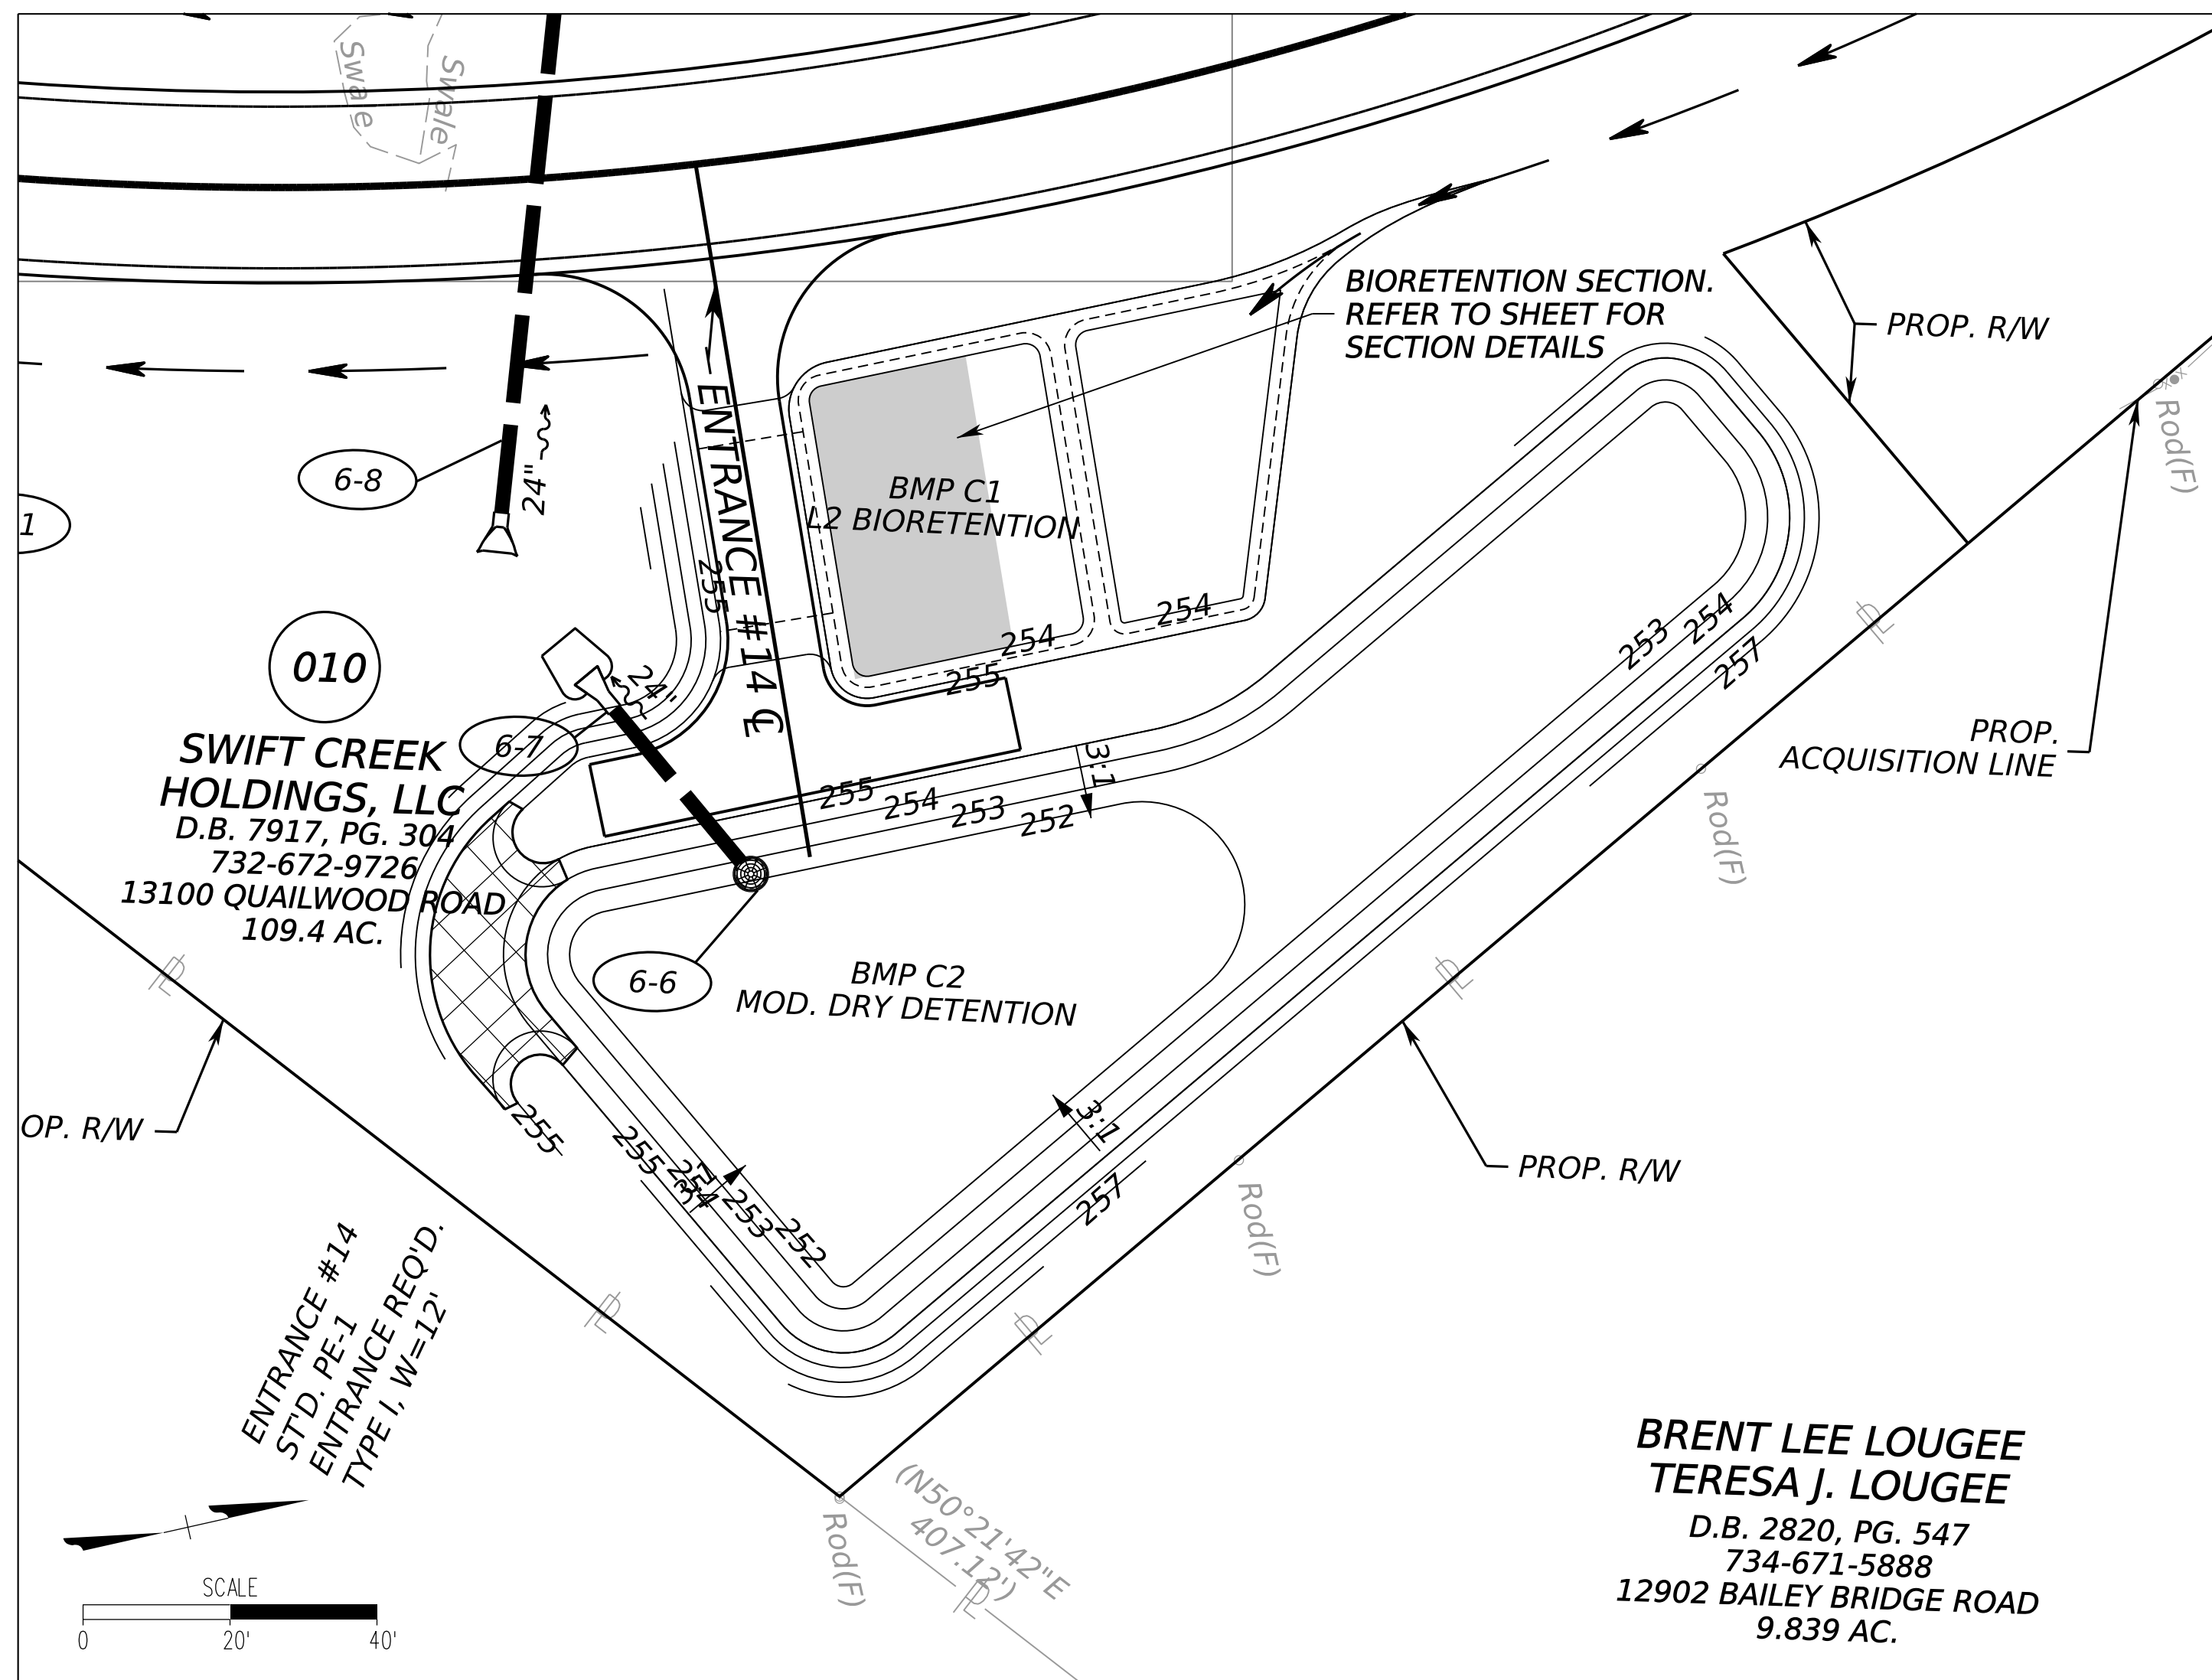 Swale
Swale
BIORETENTION SECTION.
REFER TO SHEET FOR
SECTION DETAILS
PROP. R/W
Rod(F)
6-8
24"
1
ENTRANCE #14 ℄
BMP C1
L2 BIORETENTION
255
254
254
255
253
254
257
010
SWIFT CREEK
HOLDINGS, LLC
D.B. 7917, PG. 304
732-672-9726
13100 QUAILWOOD ROAD
109.4 AC.
24"
6-7
PROP.
ACQUISITION LINE
3:1
255
254
253
252
Rod(F)
6-6
BMP C2
MOD. DRY DETENTION
OP. R/W
255
255
254
253
252
3:1
3:1
257
PROP. R/W
Rod(F)
ENTRANCE #14
ST'D. PE-1
ENTRANCE REQ'D.
TYPE I, W=12'
(N50°21'42"E
407.12')
Rod(F)
BRENT LEE LOUGEE
TERESA J. LOUGEE
D.B. 2820, PG. 547
734-671-5888
12902 BAILEY BRIDGE ROAD
9.839 AC.
SCALE
0 20' 40'